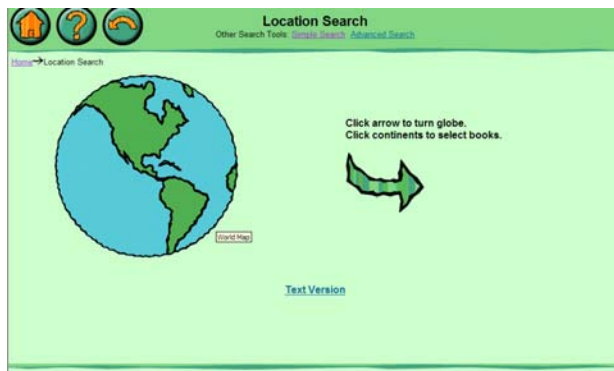 Location Search
Other Search Tools: Simple Search Advanced Search
Home→Location Search
Click arrow to turn globe.
Click continents to select books.
World Map
Text Version